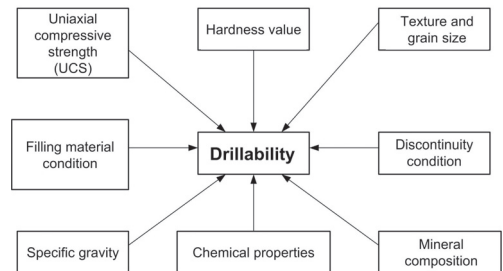 Uniaxial
compressive
strength
(UCS)
Hardness value
Texture and
grain size
Filling material
condition
Drillability
Discontinuity
condition
Specific gravity
Chemical properties
Mineral
composition